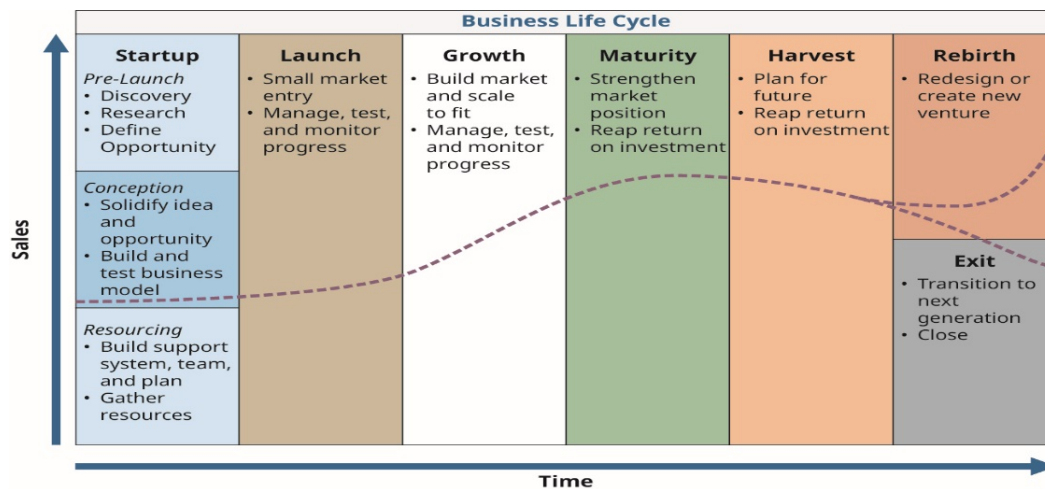 Business Life Cycle
Startup
Pre-Launch
• Discovery
• Research
• Define
Opportunity
Conception
• Solidify idea
and
opportunity
• Build and
test business
model
Resourcing
• Build support
system, team,
and plan
• Gather
resources
Launch
• Small market
entry
• Manage, test,
and monitor
progress
Growth
• Build market
and scale
to fit
• Manage, test,
and monitor
progress
Maturity
• Strengthen
market
position
• Reap return
on investment
Harvest
• Plan for
future
• Reap return
on investment
Rebirth
• Redesign or
create new
venture
Exit
• Transition to
next
generation
• Close
Sales
Time